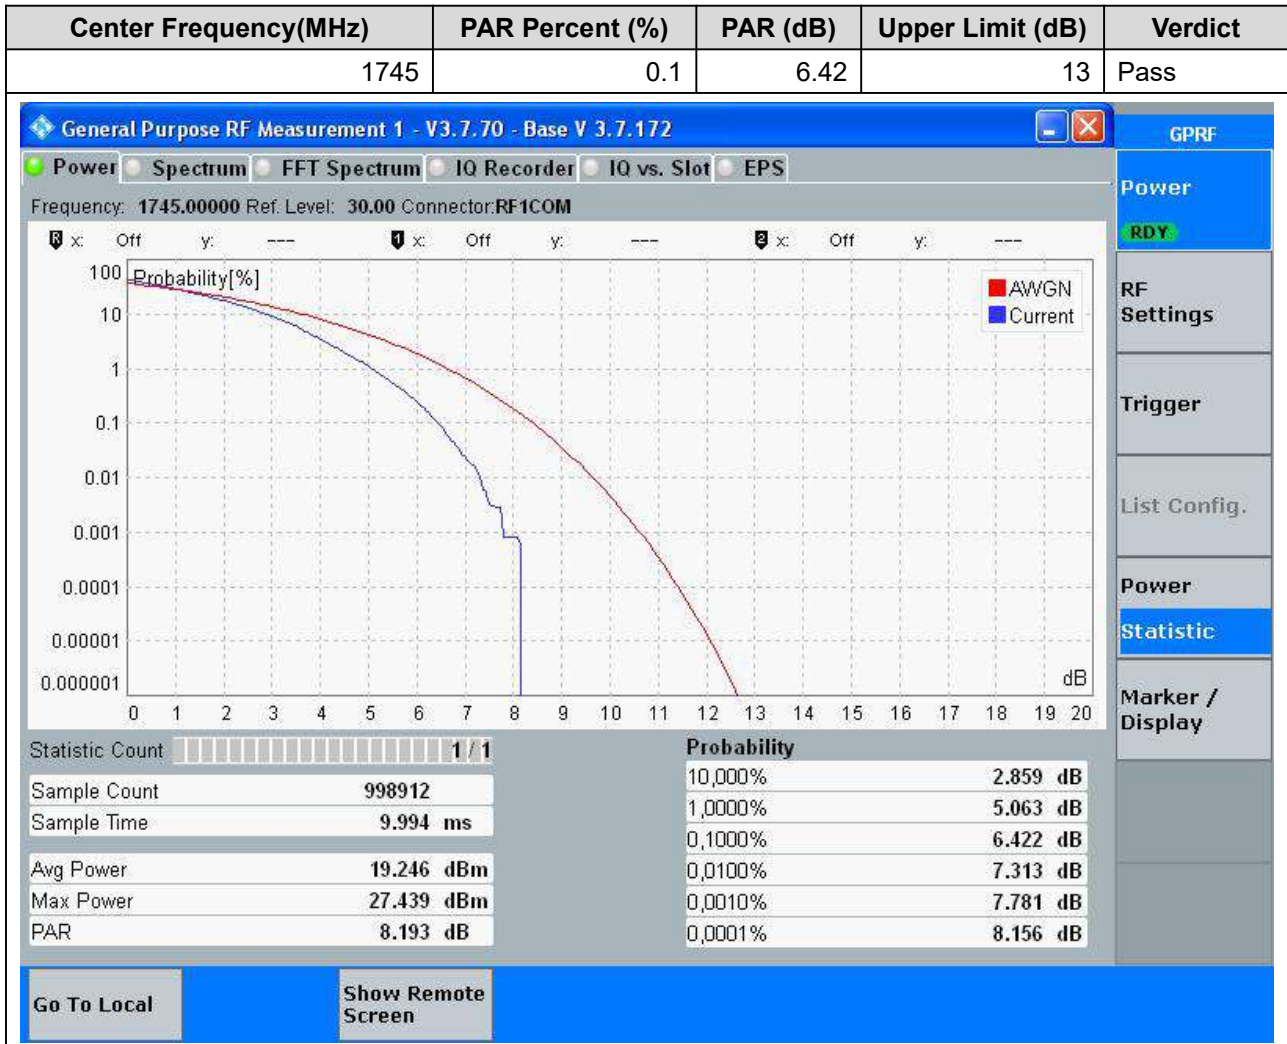 Center Frequency(MHz) PAR Percent (%) PAR (dB) Upper Limit (dB) Verdict
1745 0.1 6.42 13 Pass
General Purpose RF Measurement 1 - V3.7.70 - Base V 3.7.172
GPRF
Power Spectrum FFT Spectrum IQ Recorder IQ vs. Slot EPS
Power
RDY
Frequency: 1745.00000 Ref. Level: 30.00 Connector:RF1COM
R x: Off y: --- 1 x: Off y: --- 2 x: Off y: ---
Probability[%]
AWGN
Current
100
10
1
0.1
0.01
0.001
0.0001
0.00001
0.000001
dB
0 1 2 3 4 5 6 7 8 9 10 11 12 13 14 15 16 17 18 19 20
RF
Settings
Trigger
List Config.
Power
Statistic
Marker /
Display
Statistic Count 1 / 1
Sample Count 998912
Sample Time 9.994 ms
Avg Power 19.246 dBm
Max Power 27.439 dBm
PAR 8.193 dB
Probability
10,000% 2.859 dB
1,0000% 5.063 dB
0,1000% 6.422 dB
0,0100% 7.313 dB
0,0010% 7.781 dB
0,0001% 8.156 dB
Go To Local
Show Remote
Screen